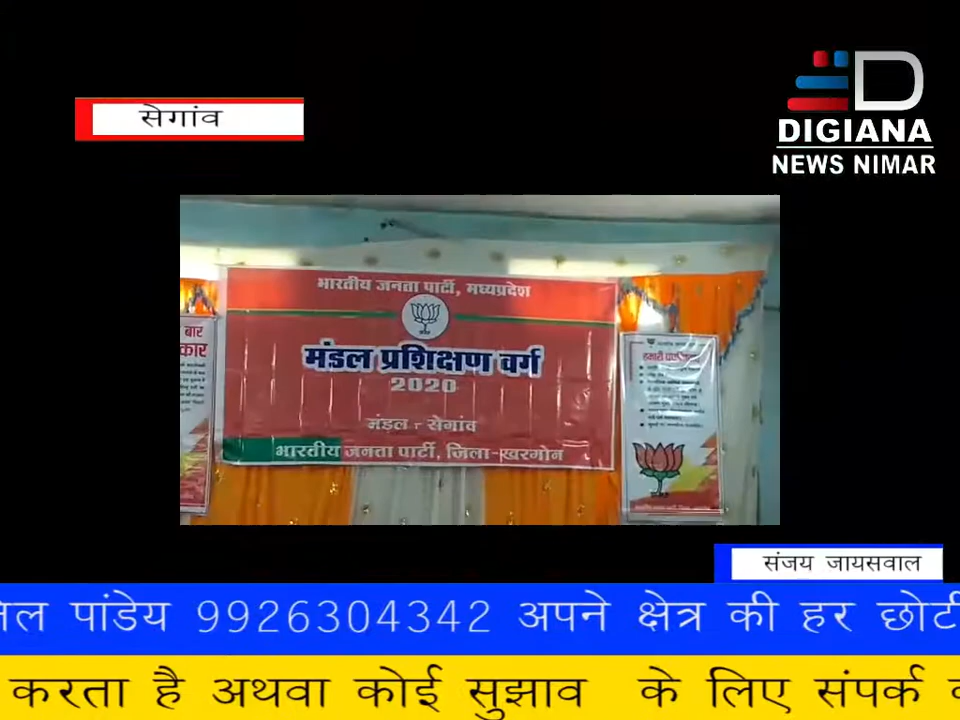 सेगांव
DIGIANA
NEWS NIMAR
भारतीय जनता पार्टी, मध्यप्रदेश
मंडल प्रशिक्षण वर्ग
2020
मंडल - सेगांव
भारतीय जनता पार्टी, जिला-खरगोन
बार
कार
हमारी
संजय जायसवाल
पांडेय 9926304342 अपने क्षेत्र की हर छोटी
करता है अथवा कोई सुझाव के लिए संपर्क